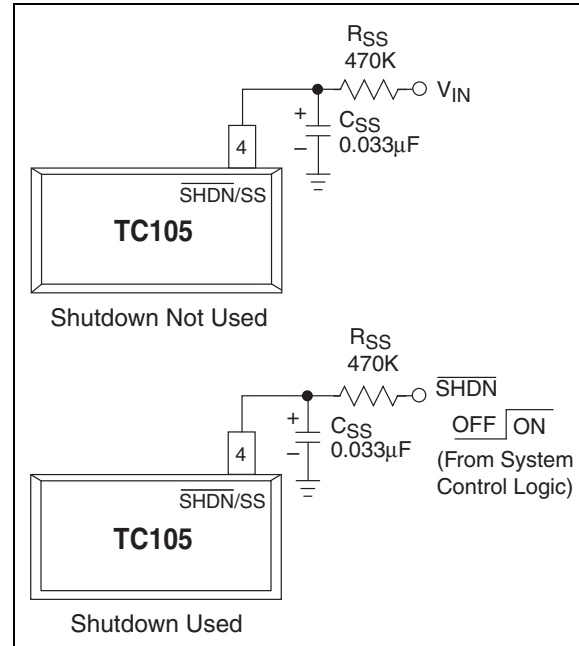 RSS
470K
VIN
+
CSS
−
0.033µF
4
SHDN/SS
TC105
Shutdown Not Used
RSS
470K
SHDN
+
CSS
OFF ON
−
0.033µF
(From System
Control Logic)
4
SHDN/SS
TC105
Shutdown Used